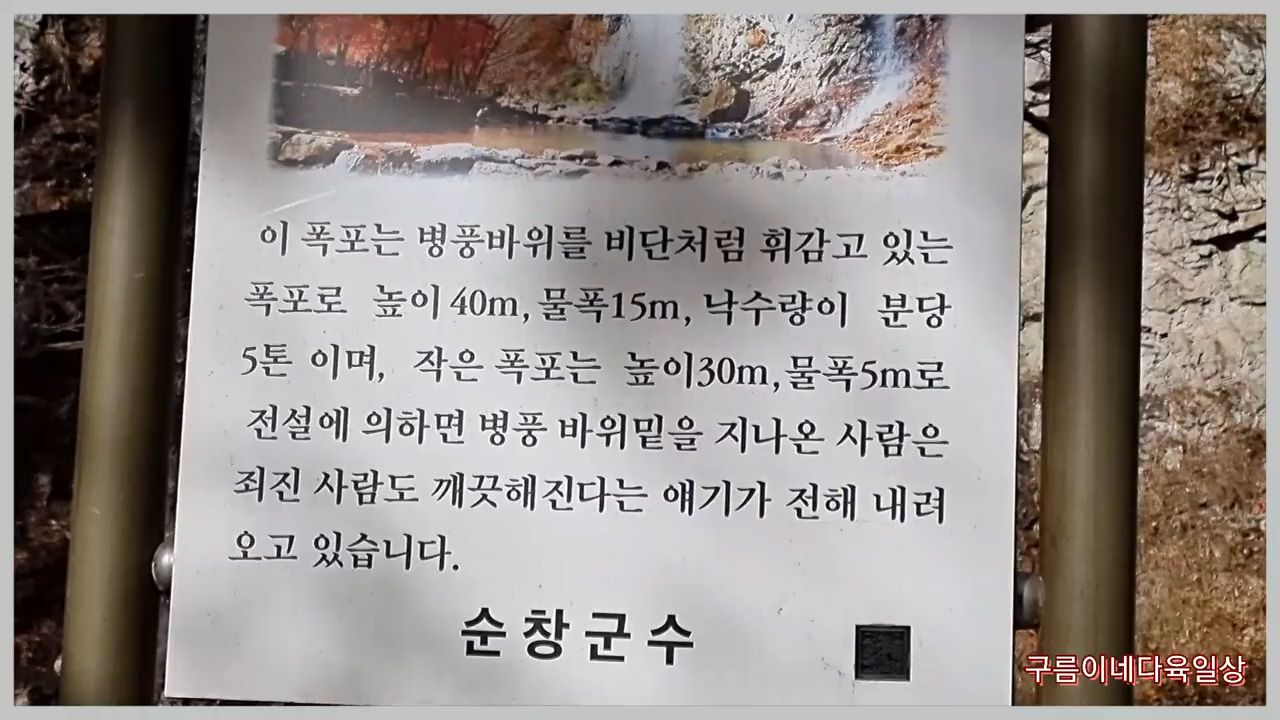 이 폭포는 병풍바위를 비단처럼 휘감고 있는
폭포로 높이 40m, 물폭15m, 낙수량이 분당
5톤 이며, 작은 폭포는 높이30m, 물폭5m로
전설에 의하면 병풍 바위밑을 지나온 사람은
죄진 사람도 깨끗해진다는 얘기가 전해 내려
오고 있습니다.
순창군수
구름이네다육일상